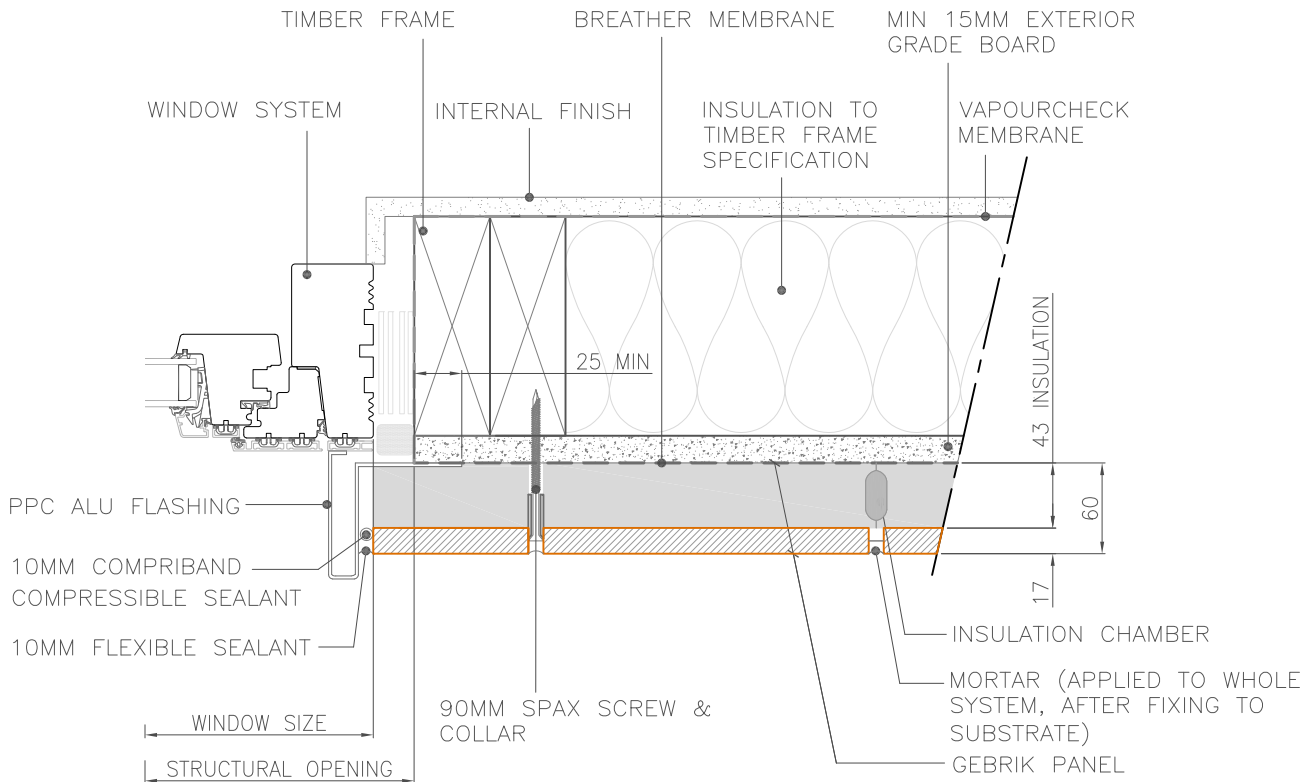 TIMBER FRAME
BREATHER MEMBRANE
MIN 15MM EXTERIOR
GRADE BOARD
WINDOW SYSTEM
INTERNAL FINISH
INSULATION TO
TIMBER FRAME
SPECIFICATION
VAPOURCHECK
MEMBRANE
25 MIN
43 INSULATION
60
17
PPC ALU FLASHING
10MM COMPRIBAND
COMPRESSIBLE SEALANT
10MM FLEXIBLE SEALANT
INSULATION CHAMBER
MORTAR (APPLIED TO WHOLE
SYSTEM, AFTER FIXING TO
SUBSTRATE)
GEBRIK PANEL
90MM SPAX SCREW &
COLLAR
WINDOW SIZE
STRUCTURAL OPENING